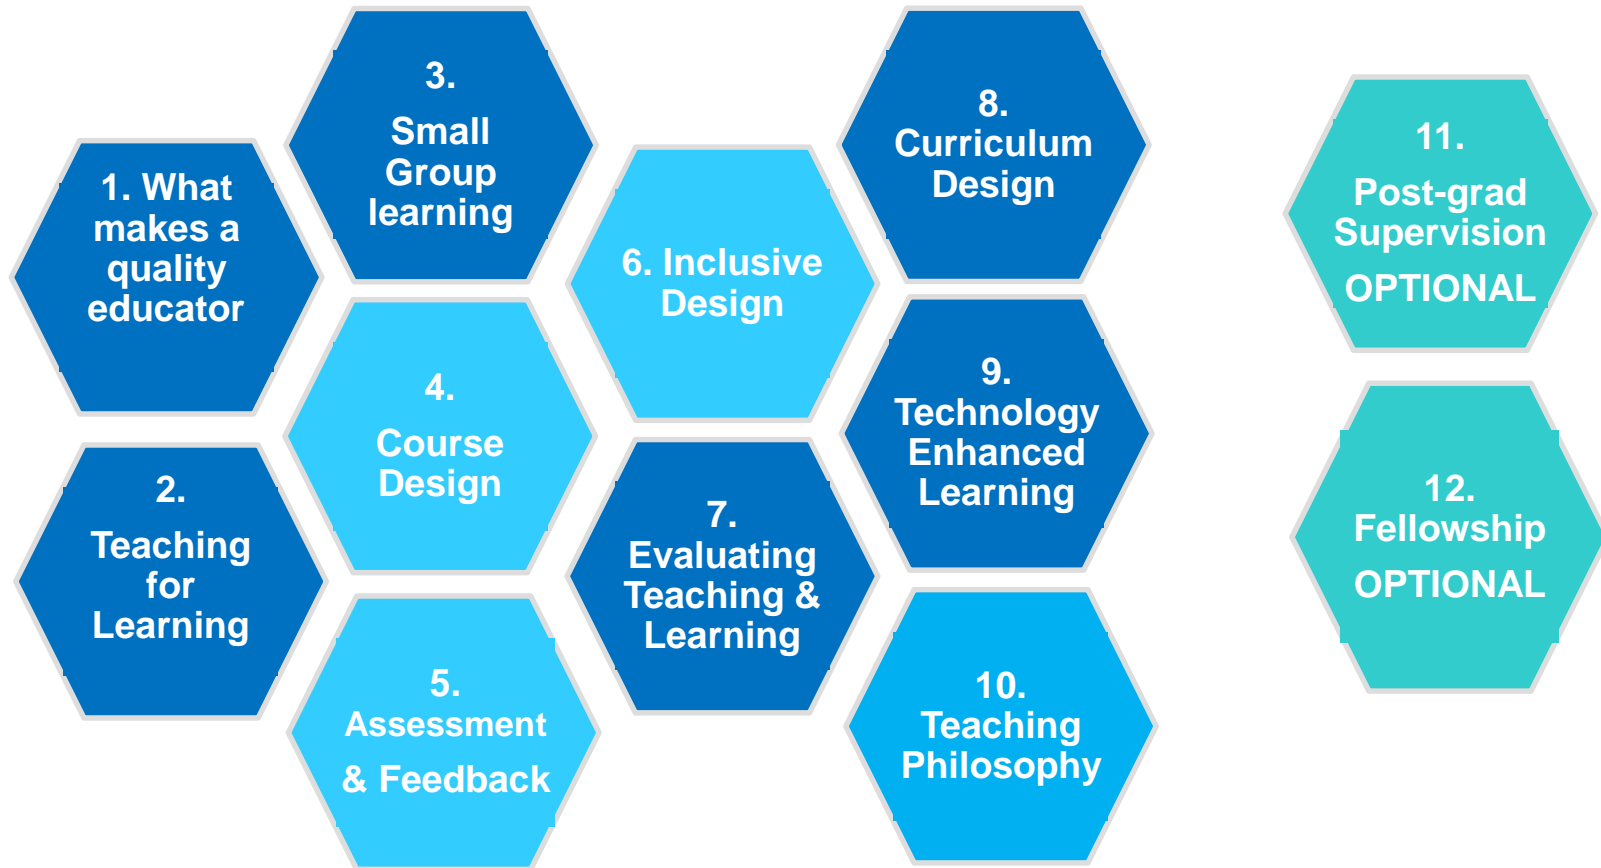 1. What
makes a
quality
educator
2.
Teaching
for
Learning
3.
Small
Group
learning
4.
Course
Design
5.
Assessment
& Feedback
6. Inclusive
Design
7.
Evaluating
Teaching &
Learning
8.
Curriculum
Design
9.
Technology
Enhanced
Learning
10.
Teaching
Philosophy
11.
Post-grad
Supervision
OPTIONAL
12.
Fellowship
OPTIONAL